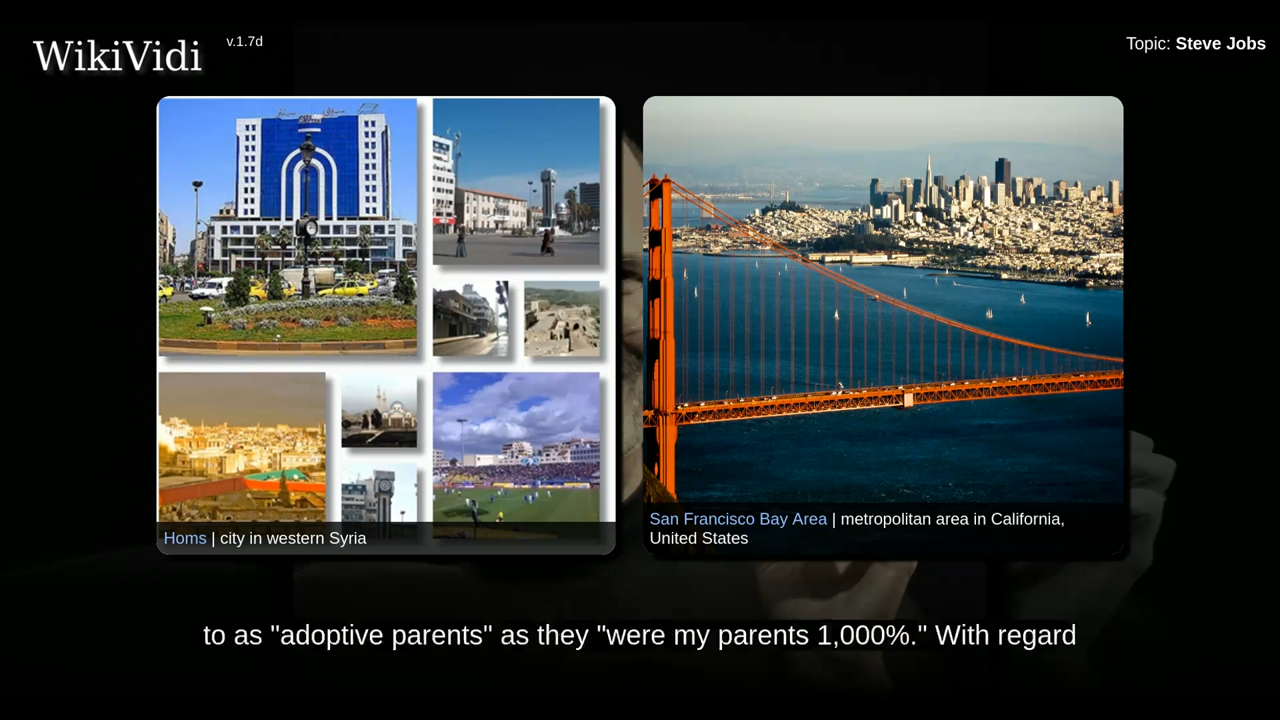 WikiVidi
v.1.7d
Topic: Steve Jobs
Homs | city in western Syria
San Francisco Bay Area | metropolitan area in California,
United States
to as "adoptive parents" as they "were my parents 1,000%." With regard